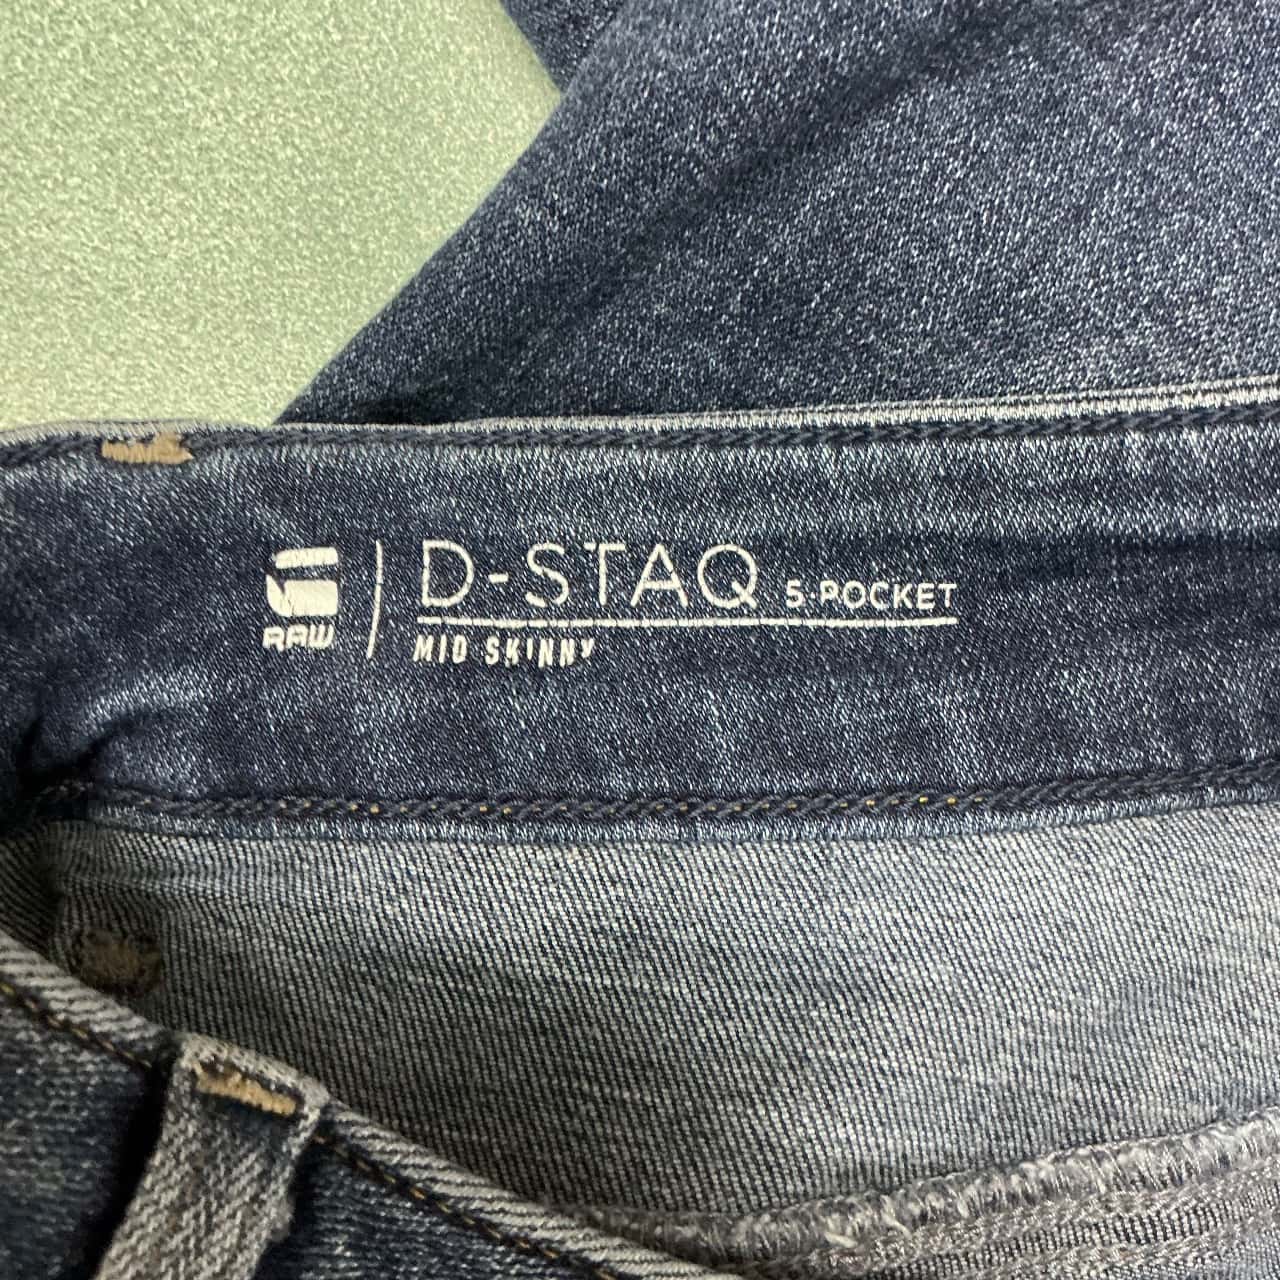 RAW
D-STAQ 5-POCKET
MID SKINNY